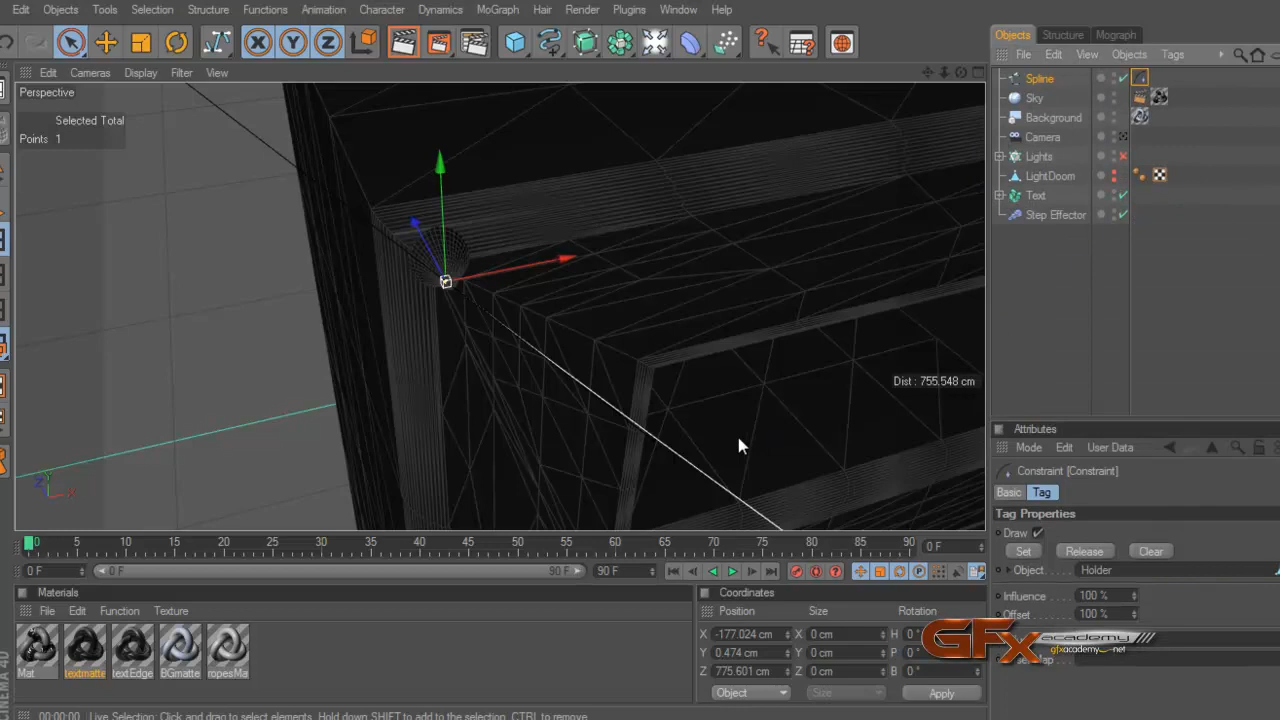 Edit Objects Tools Selection Structure Functions Animation Character Dynamics MoGraph Hair Render Plugins Window Help
Objects Structure Mograph
File Edit View Objects Tags
Edit Cameras Display Filter View
Perspective
Selected Total
Points 1
Spline
Sky
Background
Camera
Lights
LightDoom
Text
Step Effector
Dist : 755.548 cm
Attributes
Mode Edit User Data
Constraint [Constraint]
Basic Tag
Tag Properties
Draw
Set Release Clear
Object Holder
Influence 100 %
Offset 100 %
0 5 10 15 20 25 30 35 40 45 50 55 60 65 70 75 80 85 90 0 F
0 F 0 F 90 F 90 F
Materials
File Edit Function Texture
Mat textmatte textEdge BGmatte ropesMa
Coordinates
Position Size Rotation
X -177.024 cm X 0 cm H 0 °
Y 0.474 cm Y 0 cm P 0 °
Z 775.601 cm Z 0 cm B 0 °
Object Size Apply
GFx academy
gfxacademy.net
CINEMA 4D
00:00:00 Live Selection: Click and drag to select elements. Hold down SHIFT to add to the selection, CTRL to remove.